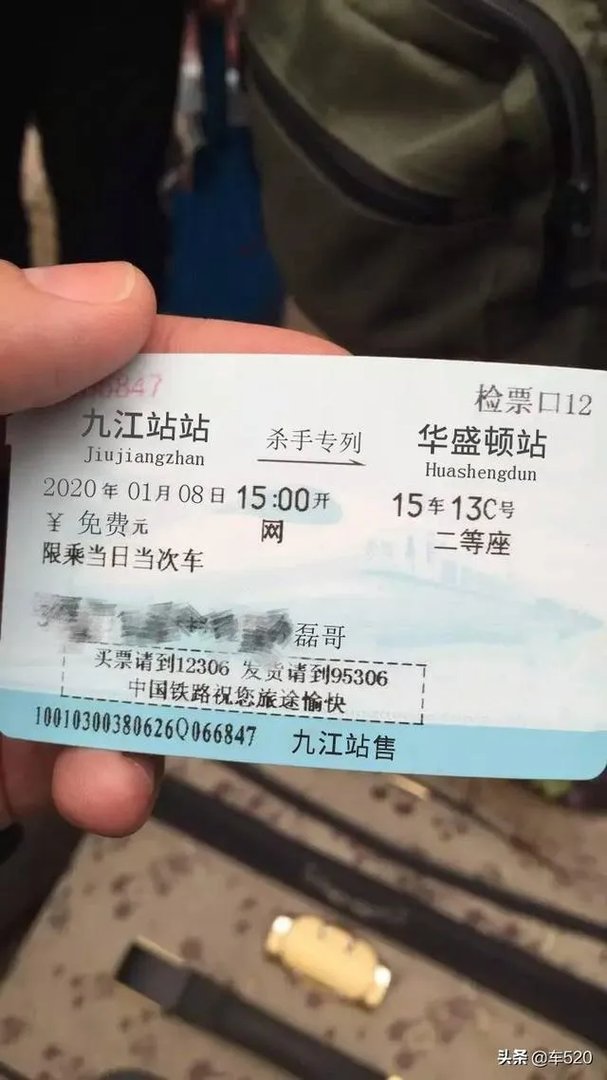 6847
检票口12
九江站站 杀手专列 华盛顿站
Jiujiangzhan Huashengdun
2020年01月08日 15:00开 15车13C号
￥免费元 网 二等座
限乘当日当次车
磊哥
买票请到12306 发货请到95306
中国铁路祝您旅途愉快
10010300380626Q066847 九江站售
头条 @车520